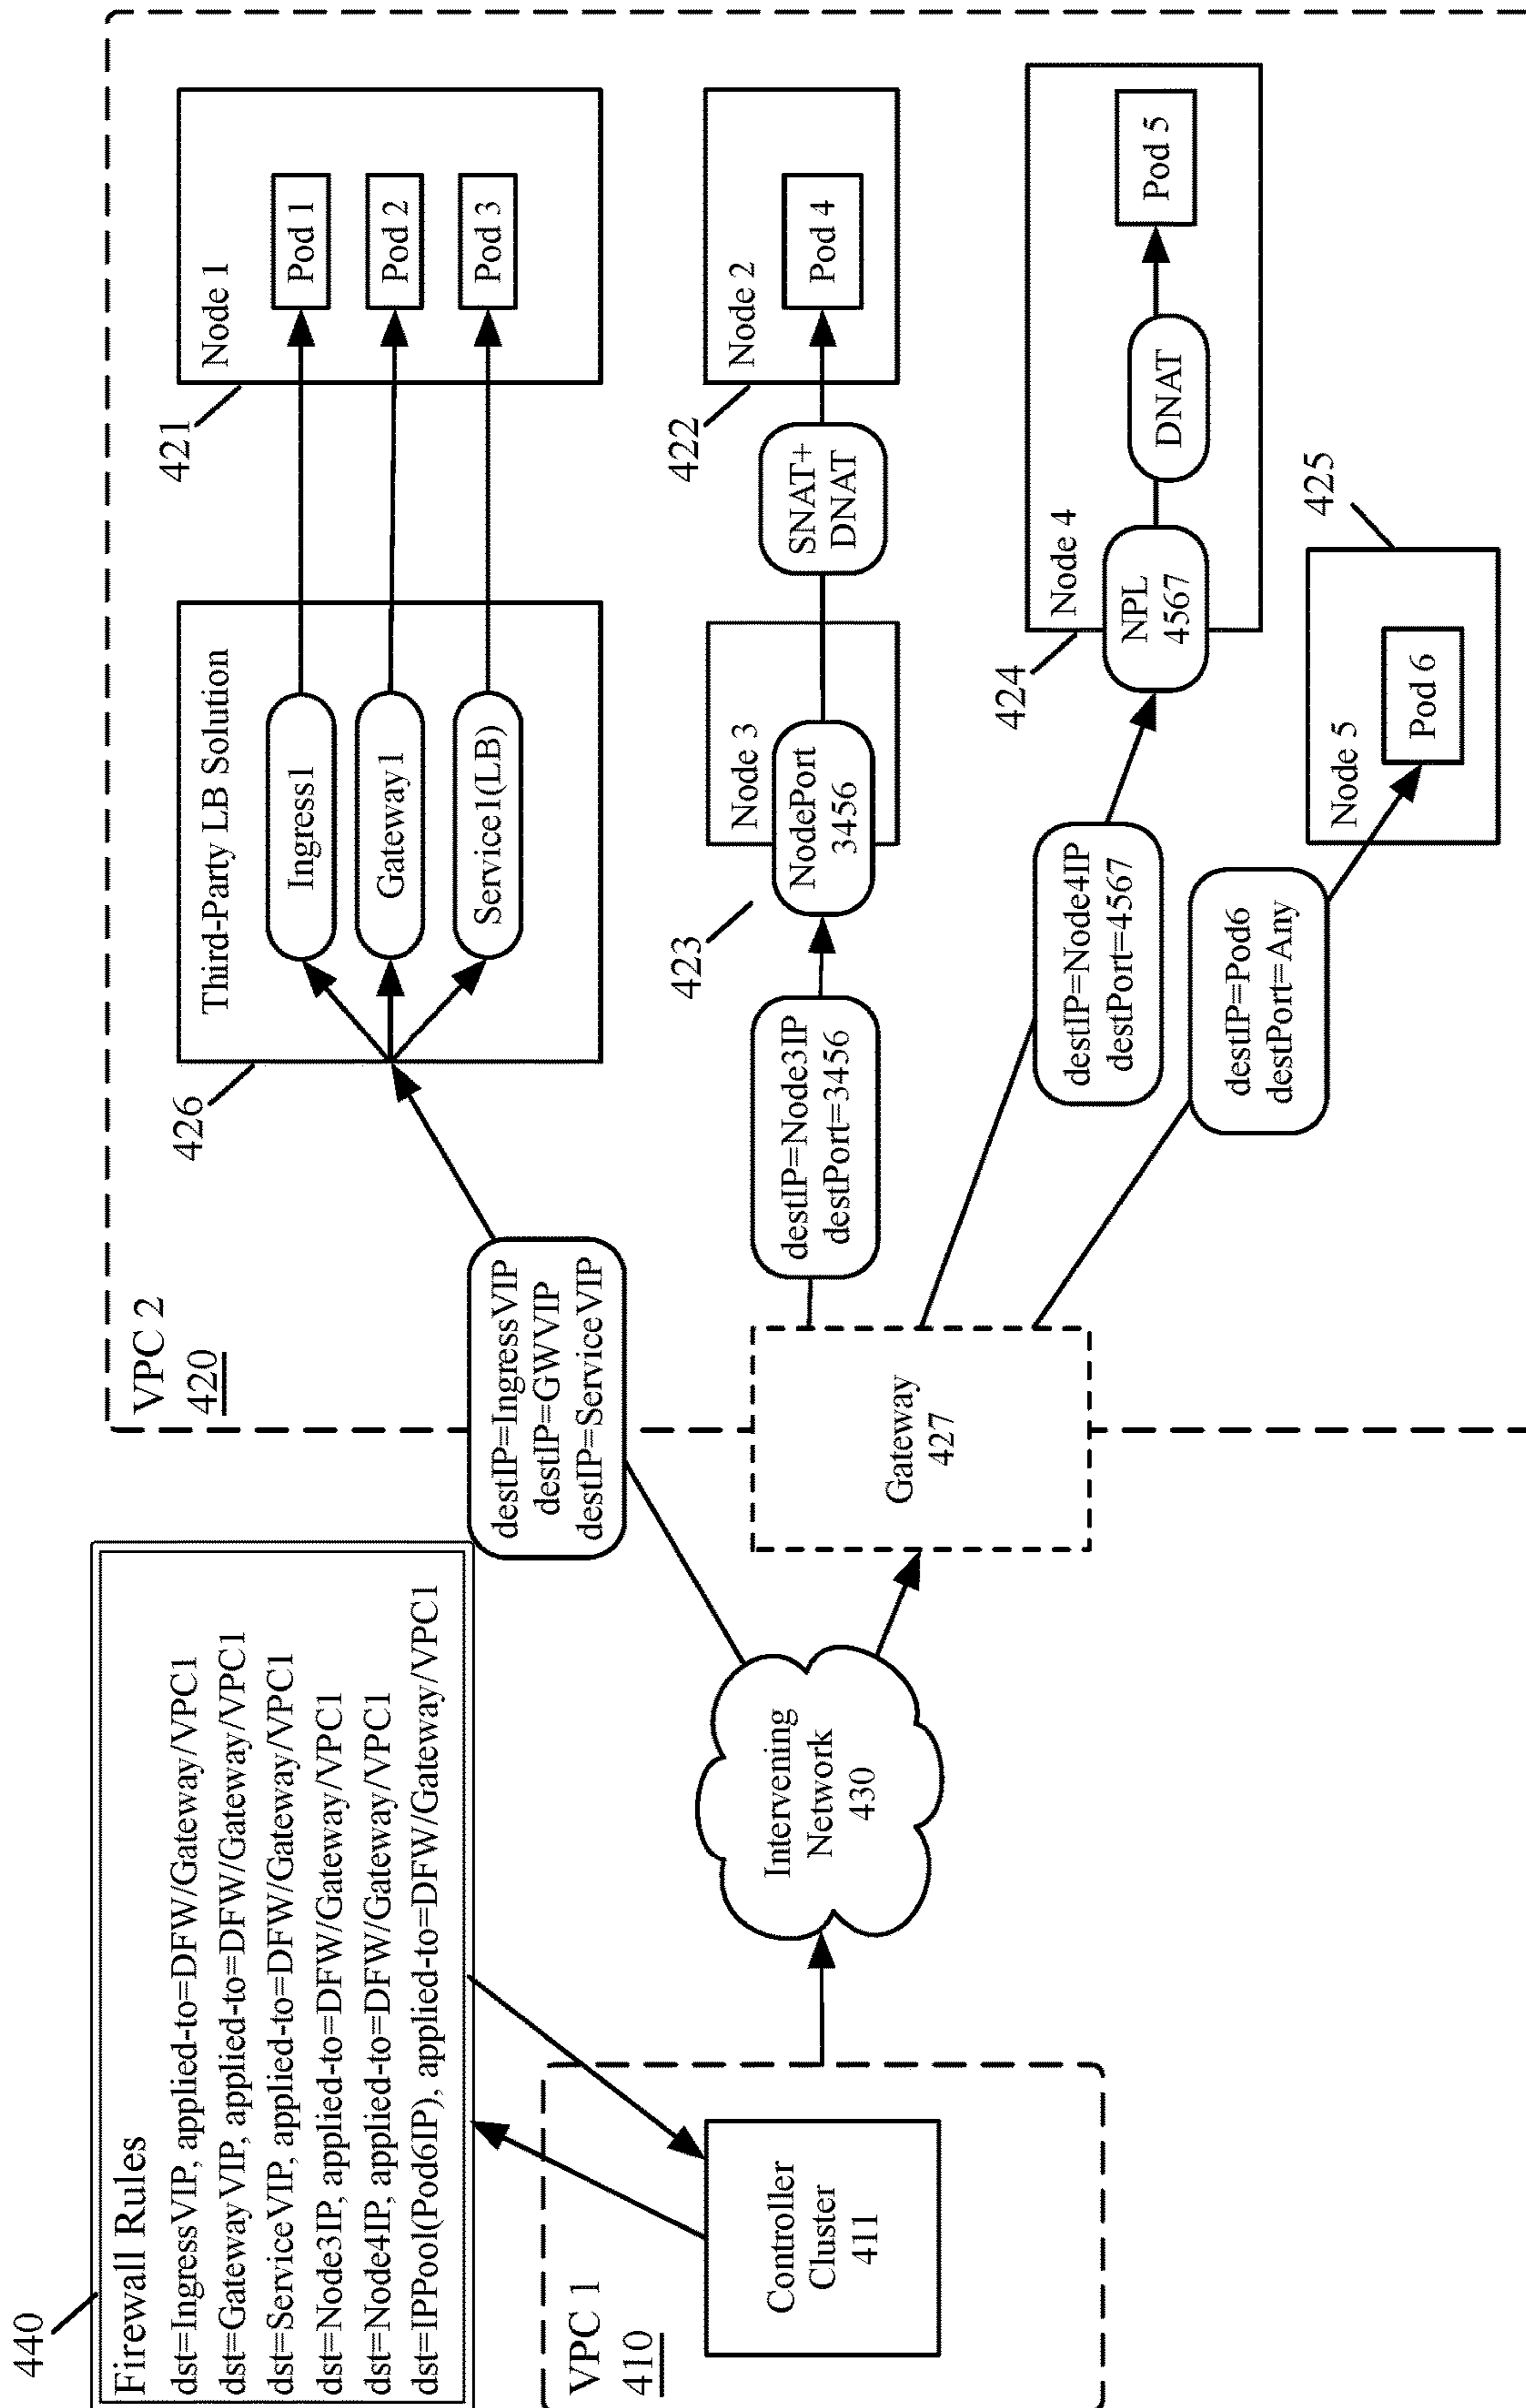 440
Firewall Rules
dst=IngressVIP, applied-to=DFW/Gateway/VPC1
dst=GatewayVIP, applied-to=DFW/Gateway/VPC1
dst=ServiceVIP, applied-to=DFW/Gateway/VPC1
dst=Node3IP, applied-to=DFW/Gateway/VPC1
dst=Node4IP, applied-to=DFW/Gateway/VPC1
dst=IPPool(Pod6IP), applied-to=DFW/Gateway/VPC1
VPC 1
410
Controller
Cluster
411
Intervening
Network
430
VPC 2
420
destIP=IngressVIP
destIP=GWVIP
destIP=ServiceVIP
426
Third-Party LB Solution
Ingress1
Gateway1
Service1(LB)
421
Node 1
Pod 1
Pod 2
Pod 3
Gateway
427
destIP=Node3IP
destPort=3456
423
Node 3
NodePort
3456
SNAT+
DNAT
422
Node 2
Pod 4
destIP=Node4IP
destPort=4567
424
Node 4
NPL
4567
DNAT
Pod 5
destIP=Pod6
destPort=Any
425
Node 5
Pod 6